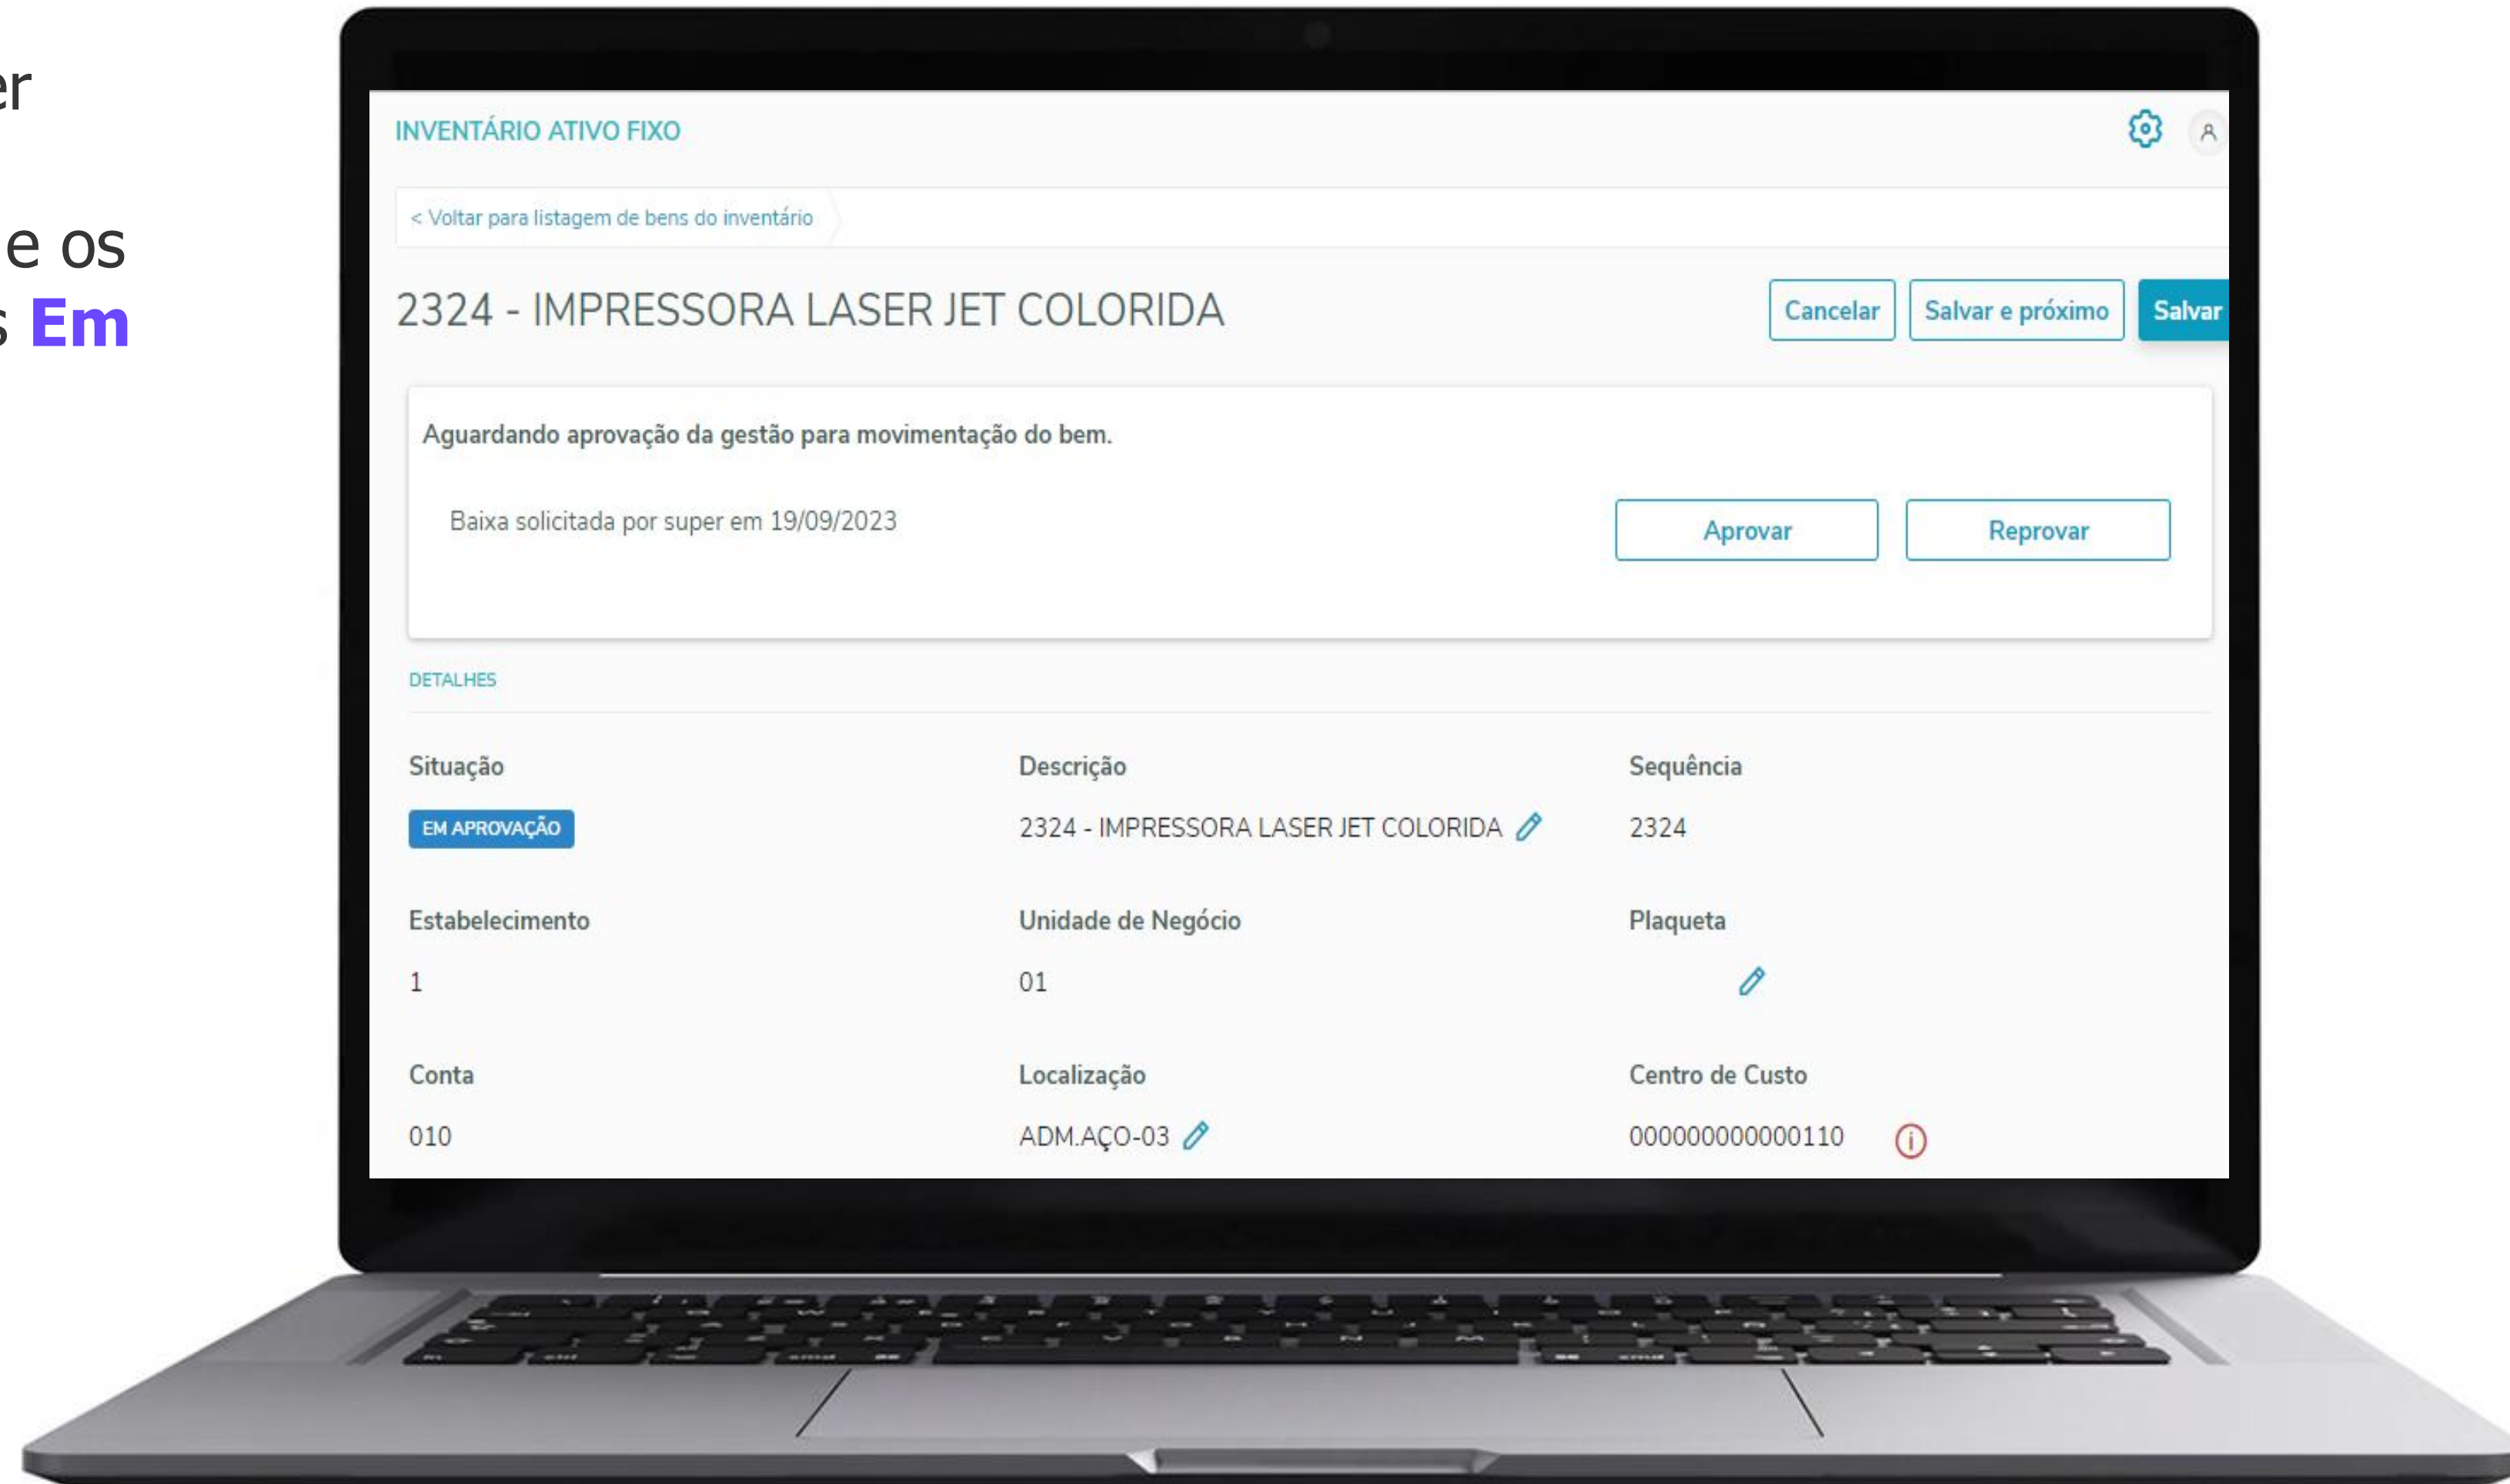 er
e os
s Em
INVENTÁRIO ATIVO FIXO
< Voltar para listagem de bens do inventário
2324 - IMPRESSORA LASER JET COLORIDA
Cancelar
Salvar e próximo
Salvar
Aguardando aprovação da gestão para movimentação do bem.
Baixa solicitada por super em 19/09/2023
Aprovar
Reprovar
DETALHES
Situação
Descrição
Sequência
EM APROVAÇÃO
2324 - IMPRESSORA LASER JET COLORIDA
2324
Estabelecimento
Unidade de Negócio
Plaqueta
1
01
Conta
Localização
Centro de Custo
010
ADM.AÇO-03
000000000000110